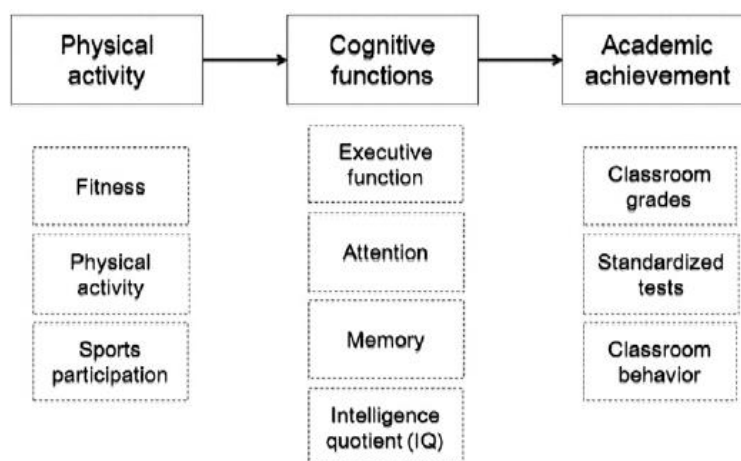 Physical
activity
Cognitive
functions
Academic
achievement
Fitness
Physical
activity
Sports
participation
Executive
function
Attention
Memory
Intelligence
quotient (IQ)
Classroom
grades
Standardized
tests
Classroom
behavior